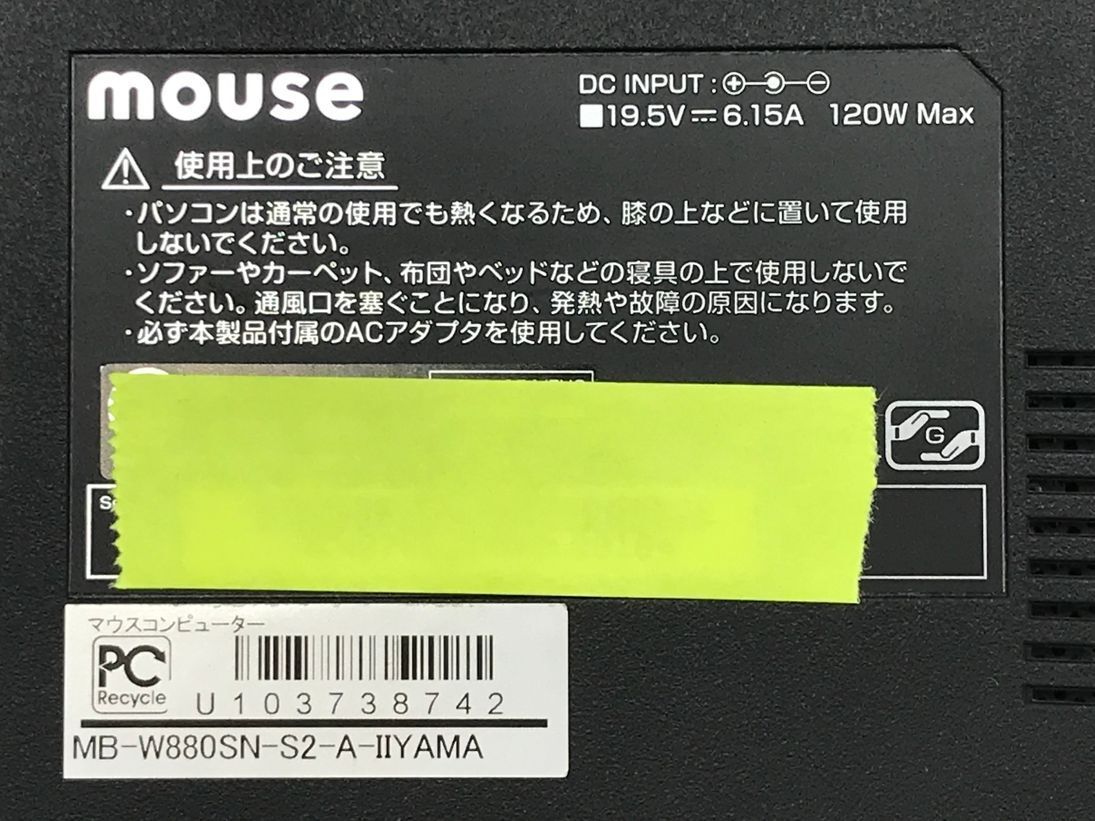 mouse
DC INPUT :
19.5V 6.15A 120W Max
使用上のご注意
・パソコンは通常の使用でも熱くなるため、膝の上などに置いて使用
しないでください。
・ソファーやカーペット、布団やベッドなどの寝具の上で使用しないで
ください。通風口を塞ぐことになり、発熱や故障の原因になります。
・必ず本製品付属のACアダプタを使用してください。
G
マウスコンピューター
PC
Recycle
U103738742
MB-W880SN-S2-A-IIYAMA